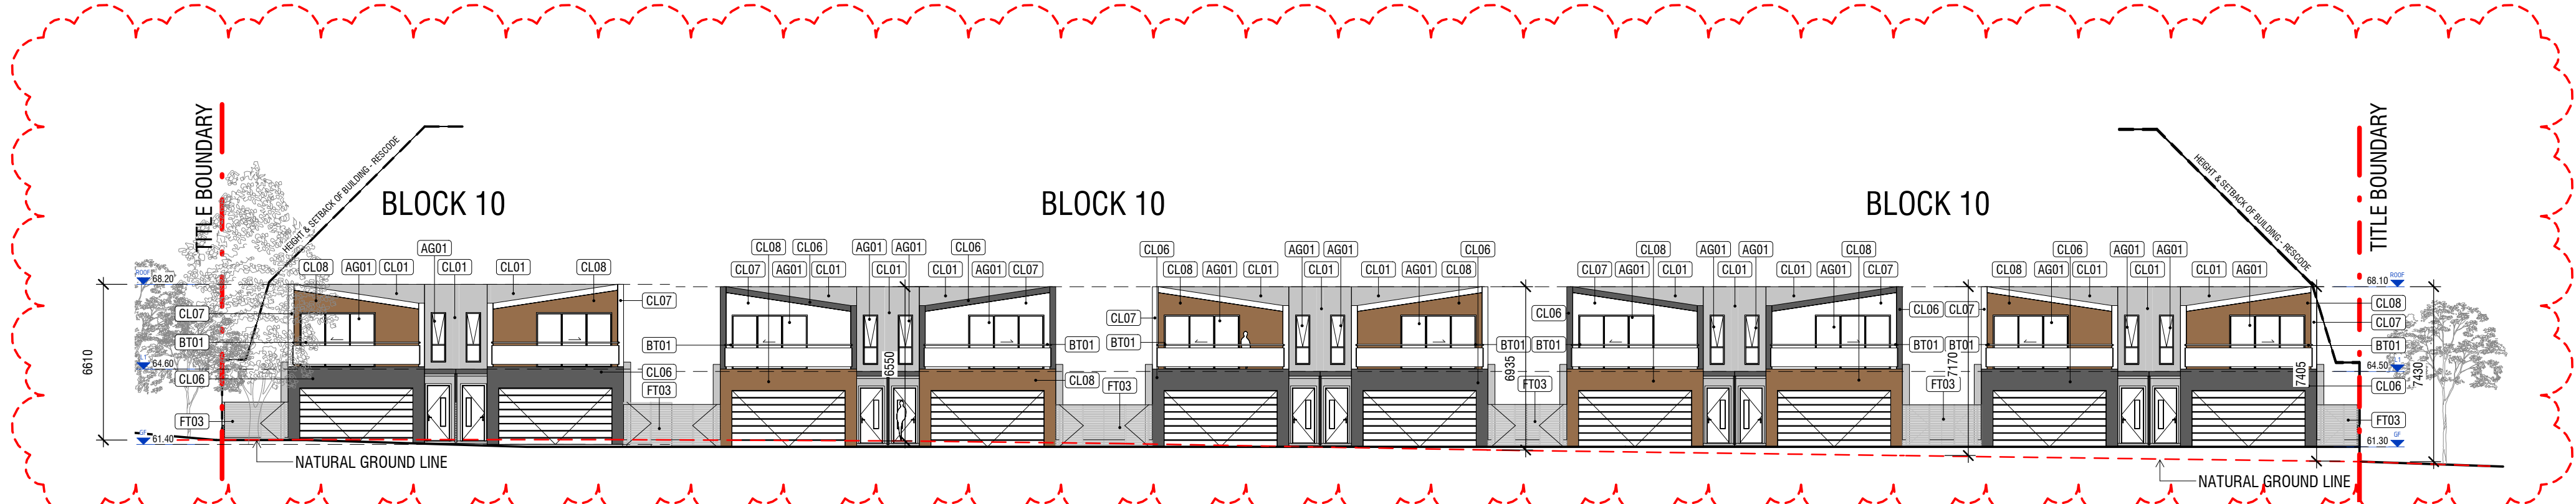 TITLE BOUNDARY
HEIGHT & SETBACK OF BUILDING - RESCODE
BLOCK 10
BLOCK 10
BLOCK 10
HEIGHT & SETBACK OF BUILDING - RESCODE
TITLE BOUNDARY
AG01
CL08 AG01 CL01 CL01 CL01 CL08
CL07
CL07
BT01
CL06
CL06
FT03
CL08 CL06 AG01 AG01 CL06
CL07 AG01 CL01 CL01 CL01 AG01 CL07
BT01
BT01
CL08
FT03
FT03
CL06 AG01 AG01 CL06
CL08 AG01 CL01 CL01 CL01 AG01 CL08
CL07
BT01
BT01 BT01
FT03
CL08 AG01 AG01 CL08
CL07 AG01 CL01 CL01 CL01 AG01 CL07
CL06
CL06 CL07
BT01 BT01
FT03
CL06 AG01 AG01
CL08 AG01 CL01 CL01 CL01 AG01
CL08
CL07
BT01
CL06
FT03
ROOF
68.20
64.60
GF
61.40
6610
6550
6935
7170
7405
7430
ROOF
68.10
64.50
GF
61.30
NATURAL GROUND LINE
NATURAL GROUND LINE